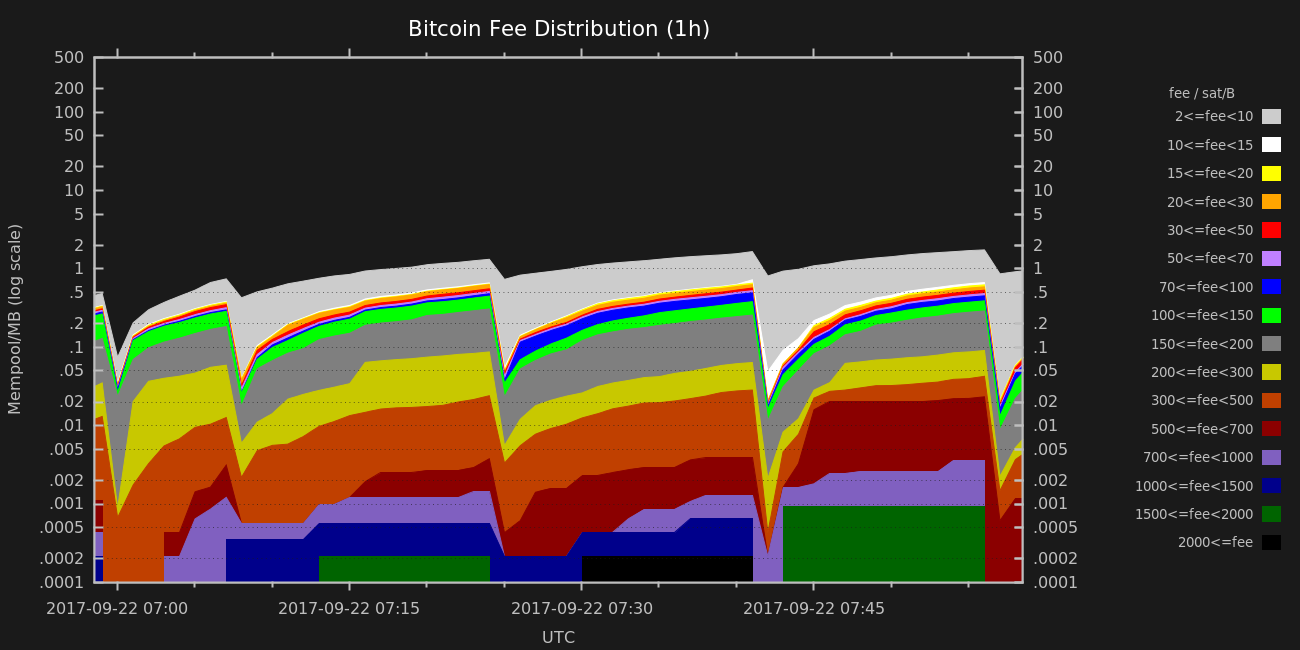 Bitcoin Fee Distribution (1h)
Mempool/MB (log scale)
500
200
100
50
20
10
5
2
1
.5
.2
.1
.05
.02
.01
.005
.002
.001
.0005
.0002
.0001
500
200
100
50
20
10
5
2
1
.5
.2
.1
.05
.02
.01
.005
.002
.001
.0005
.0002
.0001
2017-09-22 07:00
2017-09-22 07:15
2017-09-22 07:30
2017-09-22 07:45
UTC
fee / sat/B
2<=fee<10
10<=fee<15
15<=fee<20
20<=fee<30
30<=fee<50
50<=fee<70
70<=fee<100
100<=fee<150
150<=fee<200
200<=fee<300
300<=fee<500
500<=fee<700
700<=fee<1000
1000<=fee<1500
1500<=fee<2000
2000<=fee